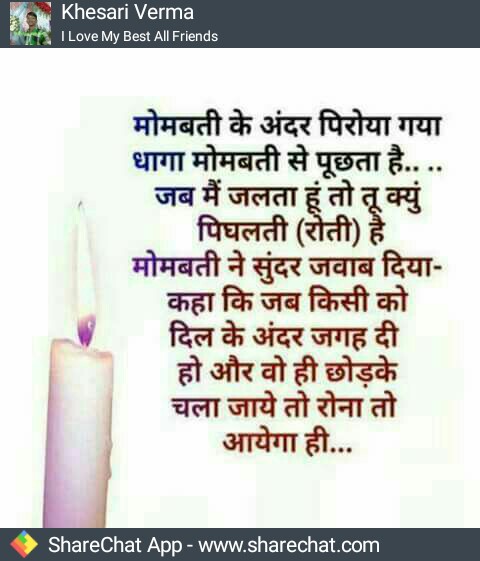 Khesari Verma
I Love My Best All Friends
मोमबती के अंदर पिरोया गया
धागा मोमबती से पूछता है.. ..
जब मैं जलता हूं तो तू क्युं
पिघलती (रोती) है
मोमबती ने सुंदर जवाब दिया-
कहा कि जब किसी को
दिल के अंदर जगह दी
हो और वो ही छोड़के
चला जाये तो रोना तो
आयेगा ही...
ShareChat App - www.sharechat.com